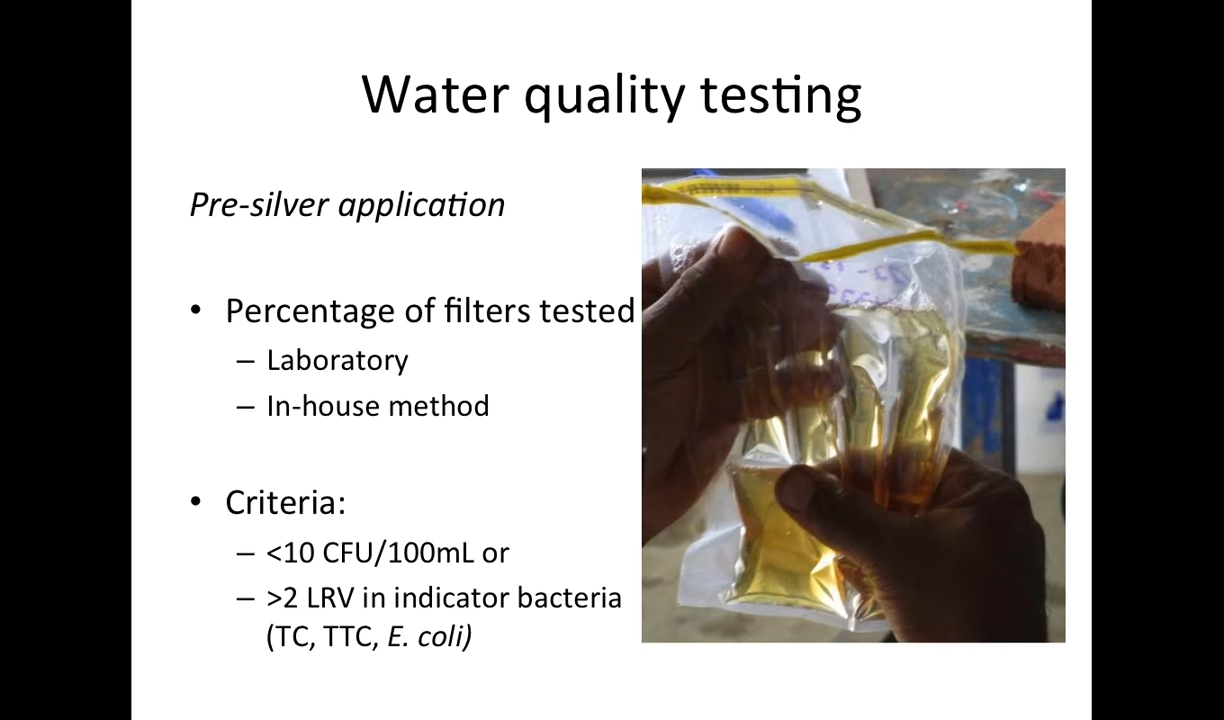 Water quality testing
Pre-silver application
• Percentage of filters tested
– Laboratory
– In-house method
• Criteria:
– <10 CFU/100mL or
– >2 LRV in indicator bacteria
(TC, TTC, E. coli)